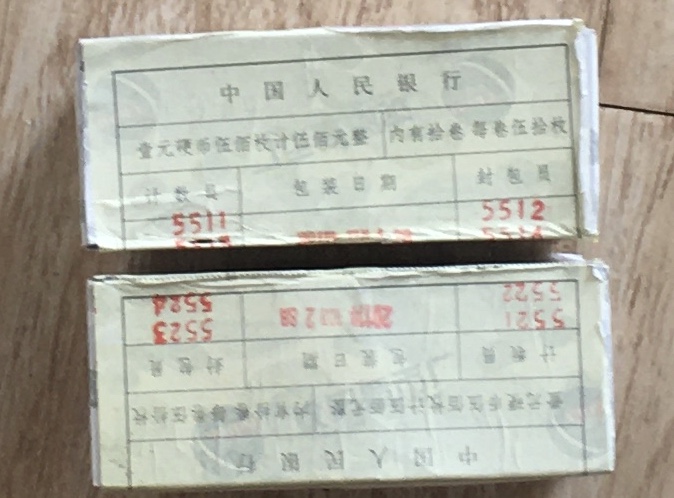 中国人民银行
壹元硬币伍佰枚计伍佰元整 内有拾卷每卷伍拾枚
计数员 包装日期 封包员
5511 5512
中国人民银行
壹元硬币伍佰枚计伍佰元整 内有拾卷每卷伍拾枚
计数员 包装日期 封包员
5521 5523
5522 5524